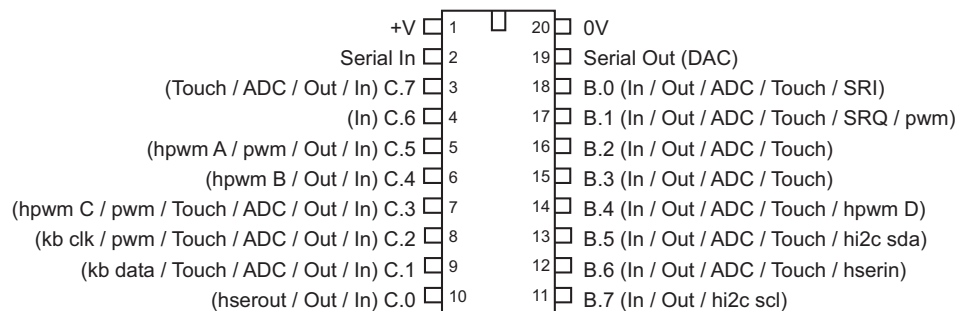 +V 1 20 0V
Serial In 2 19 Serial Out (DAC)
(Touch / ADC / Out / In) C.7 3 18 B.0 (In / Out / ADC / Touch / SRI)
(In) C.6 4 17 B.1 (In / Out / ADC / Touch / SRQ / pwm)
(hpwm A / pwm / Out / In) C.5 5 16 B.2 (In / Out / ADC / Touch)
(hpwm B / Out / In) C.4 6 15 B.3 (In / Out / ADC / Touch)
(hpwm C / pwm / Touch / ADC / Out / In) C.3 7 14 B.4 (In / Out / ADC / Touch / hpwm D)
(kb clk / pwm / Touch / ADC / Out / In) C.2 8 13 B.5 (In / Out / ADC / Touch / hi2c sda)
(kb data / Touch / ADC / Out / In) C.1 9 12 B.6 (In / Out / ADC / Touch / hserin)
(hserout / Out / In) C.0 10 11 B.7 (In / Out / hi2c scl)